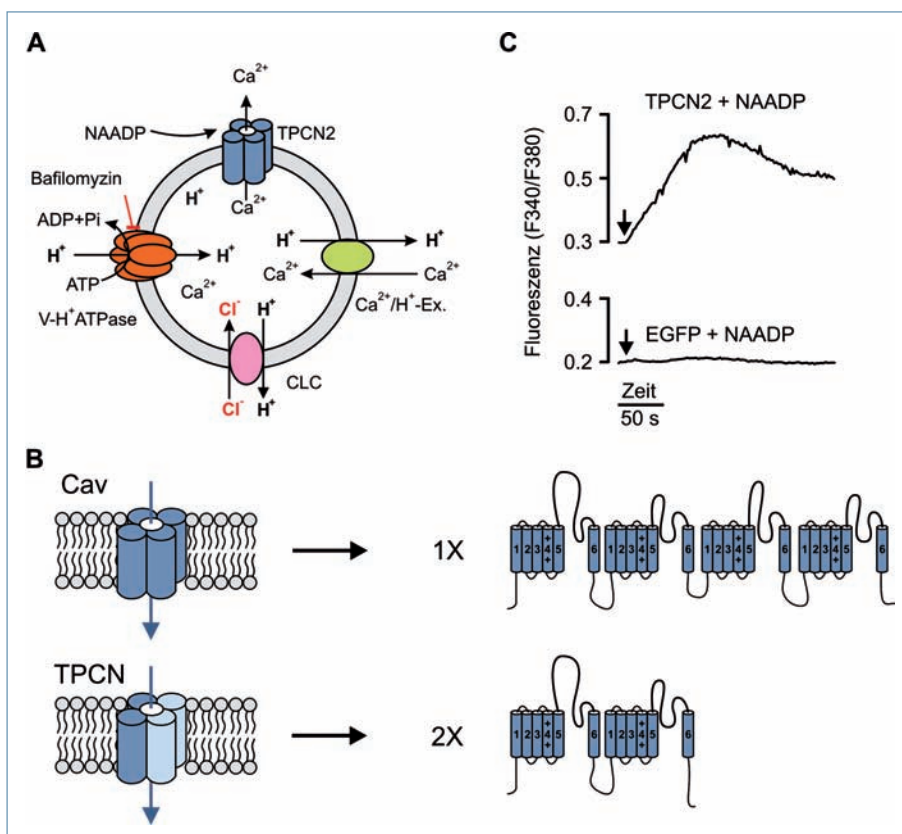 A
Ca2+
NAADP
TPCN2
Bafilomyzin
H+
Ca2+
ADP+Pi
H+
H+
H+
H+
ATP
Ca2+
Ca2+
Ca2+
V-H+ATPase
Cl-
H+
Ca2+/H+-Ex.
CLC
Cl-
H+
C
TPCN2 + NAADP
0.7
0.5
0.3
Fluoreszenz (F340/F380)
0.4
EGFP + NAADP
0.2
Zeit
50 s
B
Cav
1X
1 2 3 +4+ 5 6 1 2 3 +4+ 5 6 1 2 3 +4+ 5 6 1 2 3 +4+ 5 6
TPCN
2X
1 2 3 +4+ 5 6 1 2 3 +4+ 5 6